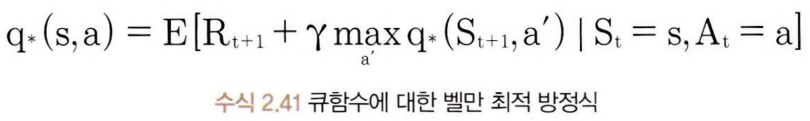 q*(s,a) = E[Rₜ₊₁ + γ max q*(Sₜ₊₁,a′) | Sₜ = s,Aₜ = a]
a′
수식 2.41 큐함수에 대한 벨만 최적 방정식